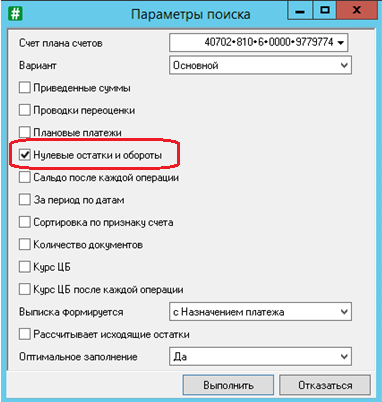 # Параметры поиска
Счет плана счетов 40702•810•6•0000•9779774
Вариант Основной
Приведенные суммы
Проводки переоценки
Плановые платежи
Нулевые остатки и обороты
Сальдо после каждой операции
За период по датам
Сортировка по признаку счета
Количество документов
Курс ЦБ
Курс ЦБ после каждой операции
Выписка формируется с Назначением платежа
Рассчитывает исходящие остатки
Оптимальное заполнение Да
Выполнить Отказаться